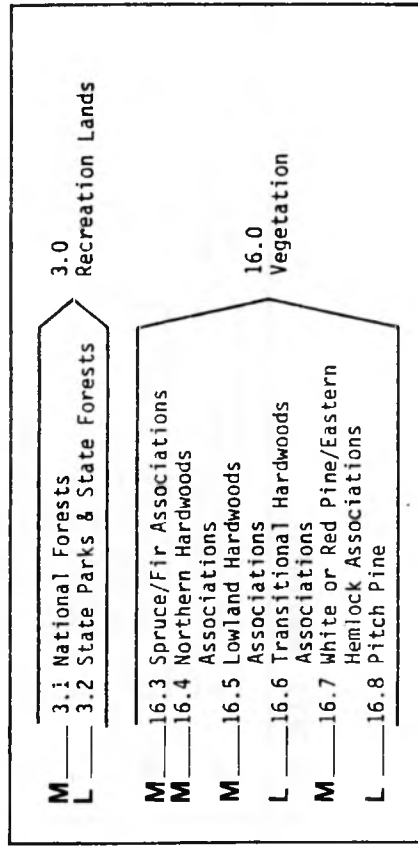 M 3.1 National Forests
L 3.2 State Parks & State Forests
3.0
Recreation Lands
M 16.3 Spruce/Fir Associations
M 16.4 Northern Hardwoods
Associations
M 16.5 Lowland Hardwoods
Associations
L 16.6 Transitional Hardwoods
Associations
M 16.7 White or Red Pine/Eastern
Hemlock Associations
L 16.8 Pitch Pine
16.0
Vegetation